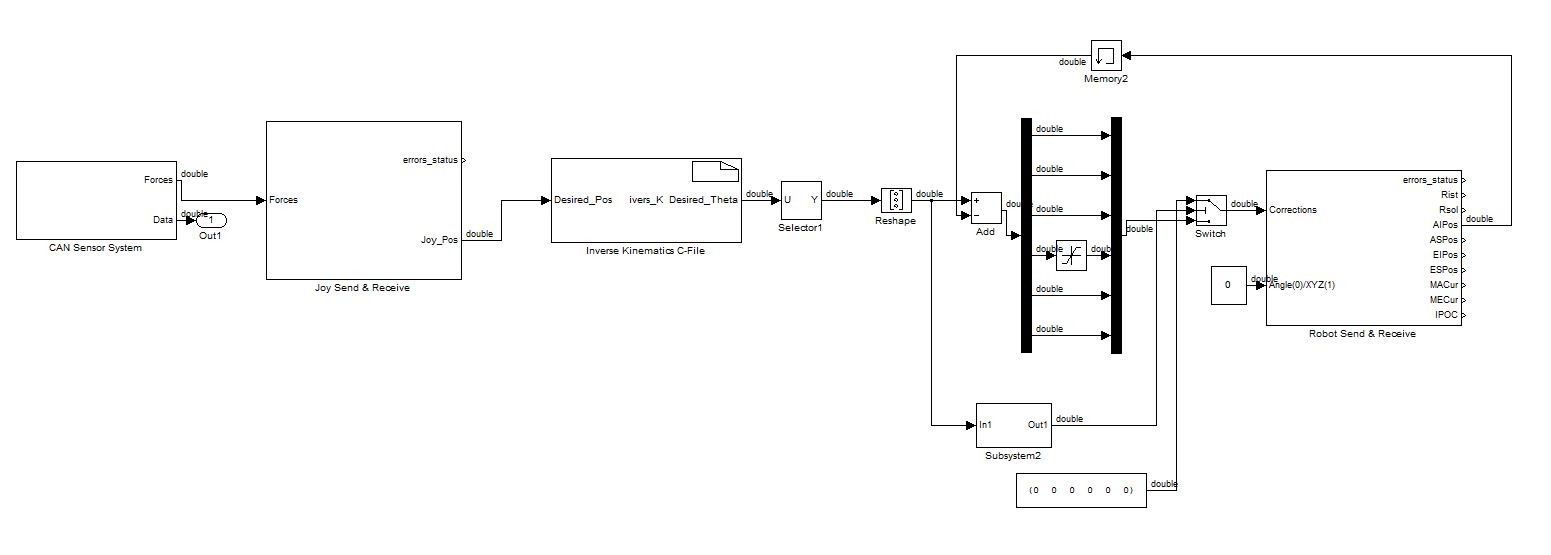 double
Memory2
double
double
double
double
double
double
double
Forces
Data
double
double
1
Out1
CAN Sensor System
Forces
errors_status
Joy_Pos
double
Joy Send & Receive
Desired_Pos
ivers_K
Desired_Theta
double
Inverse Kinematics C-File
U
Y
double
Selector1
Reshape
double
+
−
Add
double
double
double
double
Switch
Corrections
Angle(0)/XYZ(1)
0
double
errors_status
Rist
Rsol
AIPos
double
ASPos
EIPos
ESPos
MACur
MECur
IPOC
Robot Send & Receive
In1
Out1
double
Subsystem2
(0 0 0 0 0 0)
double